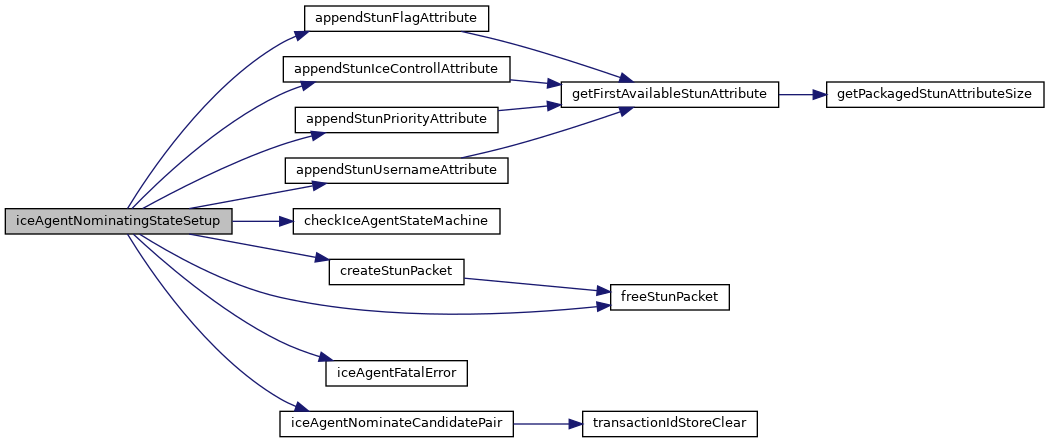 appendStunFlagAttribute
appendStunIceControllAttribute
getFirstAvailableStunAttribute
getPackagedStunAttributeSize
appendStunPriorityAttribute
appendStunUsernameAttribute
iceAgentNominatingStateSetup
checkIceAgentStateMachine
createStunPacket
freeStunPacket
iceAgentFatalError
iceAgentNominateCandidatePair
transactionIdStoreClear